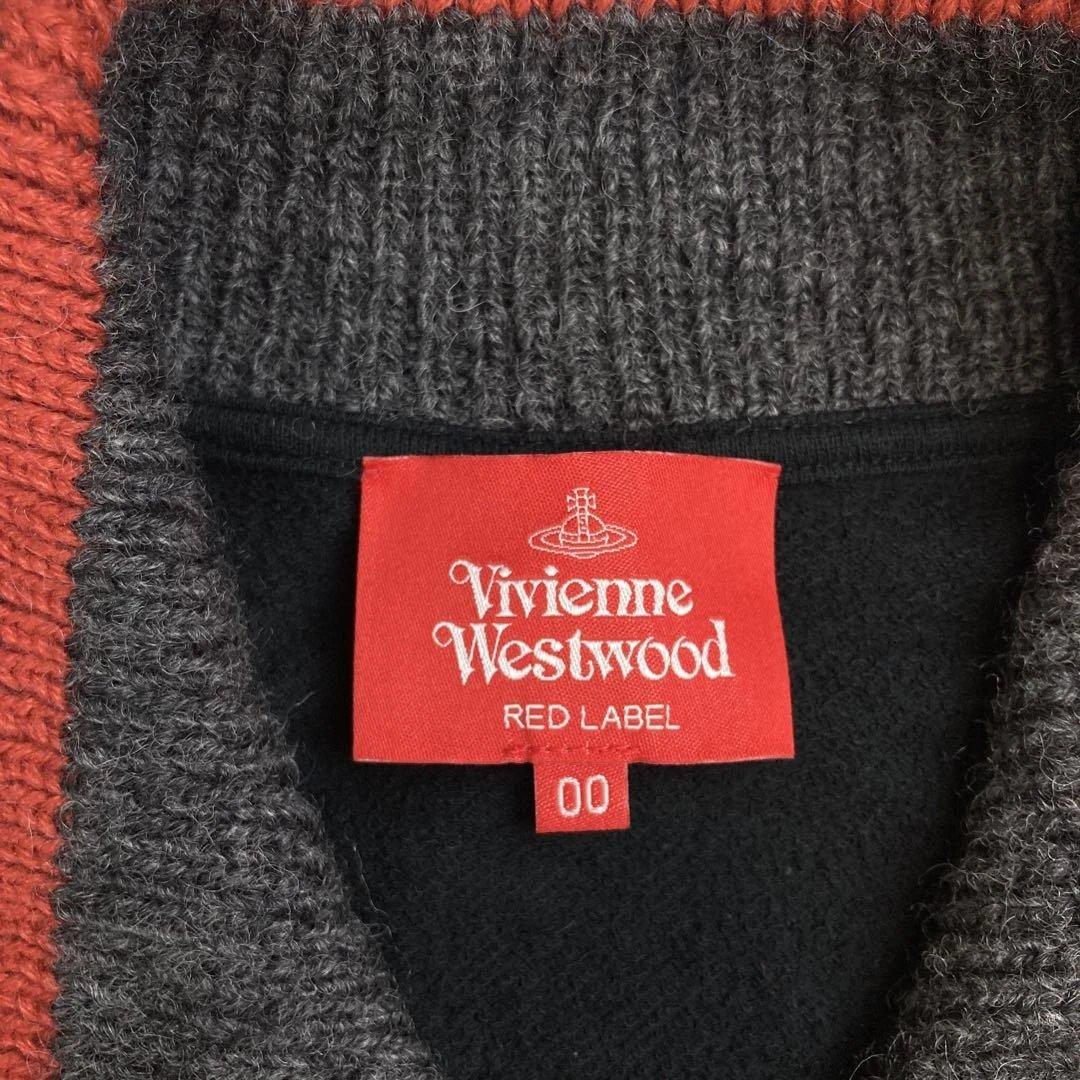 Vivienne
Westwood
RED LABEL
00